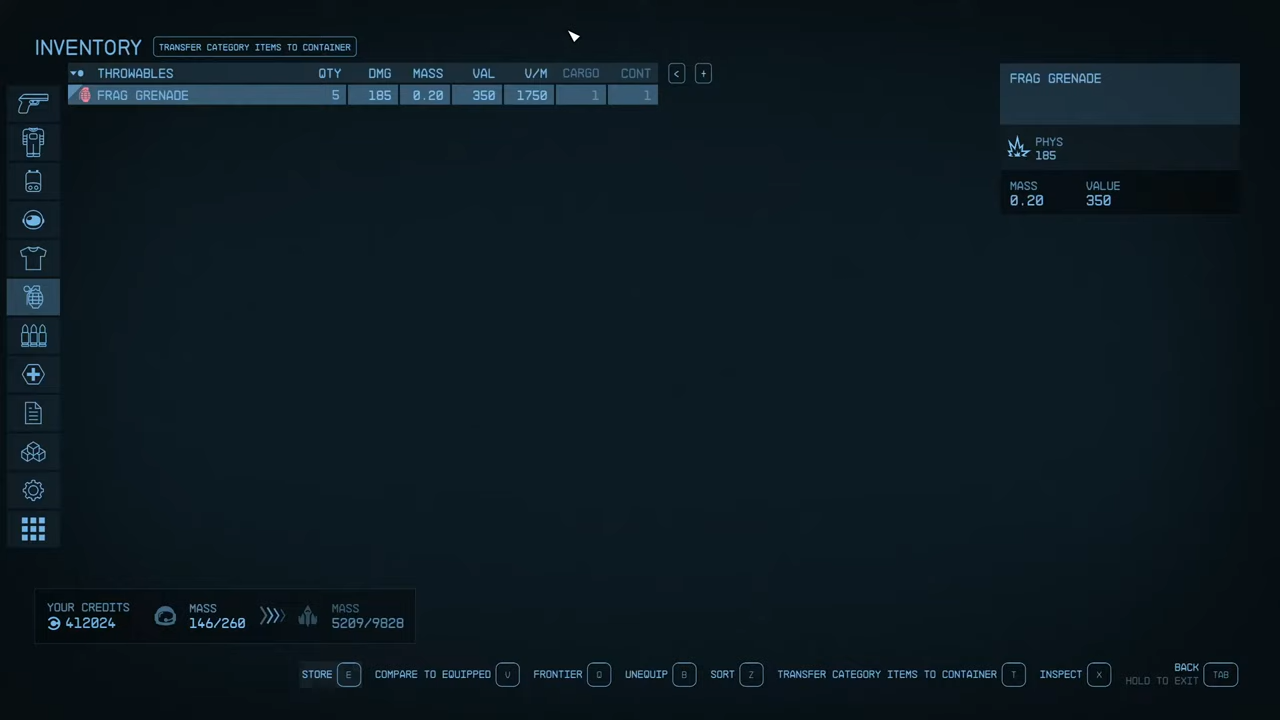 INVENTORY TRANSFER CATEGORY ITEMS TO CONTAINER
THROWABLES QTY DMG MASS VAL V/M CARGO CONT < +
FRAG GRENADE 5 185 0.20 350 1750 1 1
FRAG GRENADE
PHYS
185
MASS VALUE
0.20 350
YOUR CREDITS MASS MASS
412024 146/260 5209/9828
STORE E COMPARE TO EQUIPPED V FRONTIER Q UNEQUIP B SORT Z TRANSFER CATEGORY ITEMS TO CONTAINER T INSPECT X BACK TAB
HOLD TO EXIT